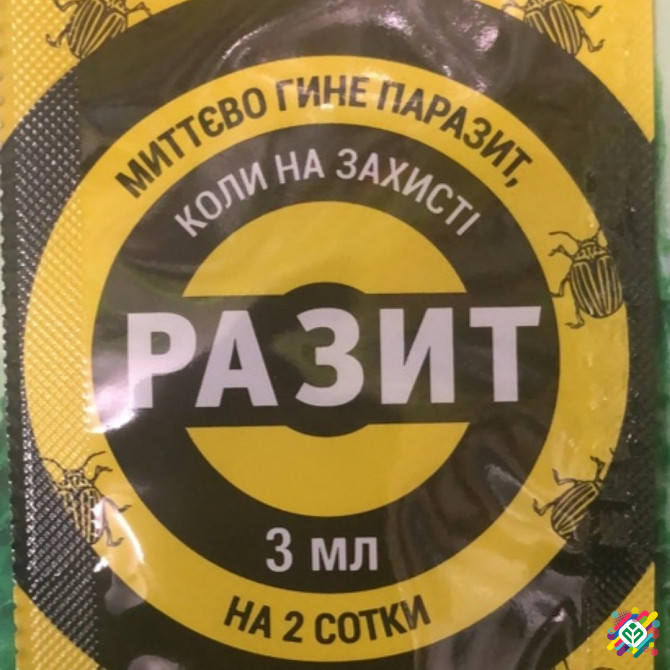 МИТТЄВО ГИНЕ ПАРАЗИТ,
КОЛИ НА ЗАХИСТІ
РАЗИТ
3 МЛ
НА 2 СОТКИ